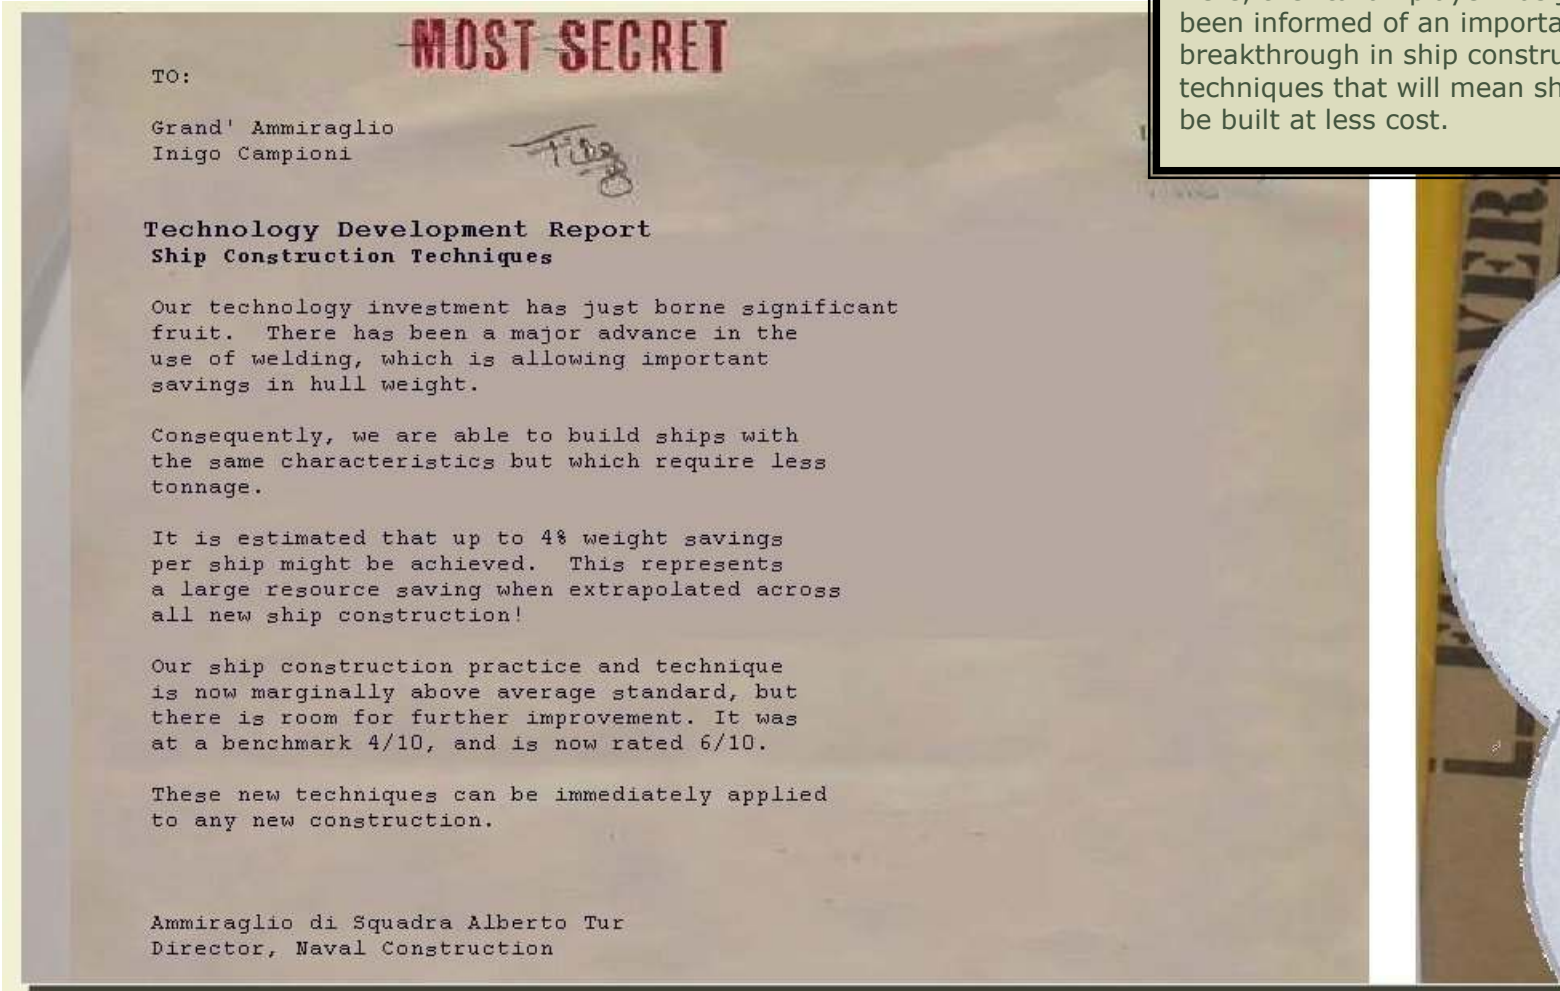 been informed of an
breakthrough in ship
techniques that will mean
be built at less cost.
MOST SECRET
TO:
Grand' Ammiraglio
Inigo Campioni
Technology Development Report
Ship Construction Techniques
Our technology investment has just borne significant
fruit. There has been a major advance in the
use of welding, which is allowing important
savings in hull weight.
Consequently, we are able to build ships with
the same characteristics but which require less
tonnage.
It is estimated that up to 4% weight savings
per ship might be achieved. This represents
a large resource saving when extrapolated across
all new ship construction!
Our ship construction practice and technique
is now marginally above average standard, but
there is room for further improvement. It was
at a benchmark 4/10, and is now rated 6/10.
These new techniques can be immediately applied
to any new construction.
Ammiraglio di Squadra Alberto Tur
Director, Naval Construction